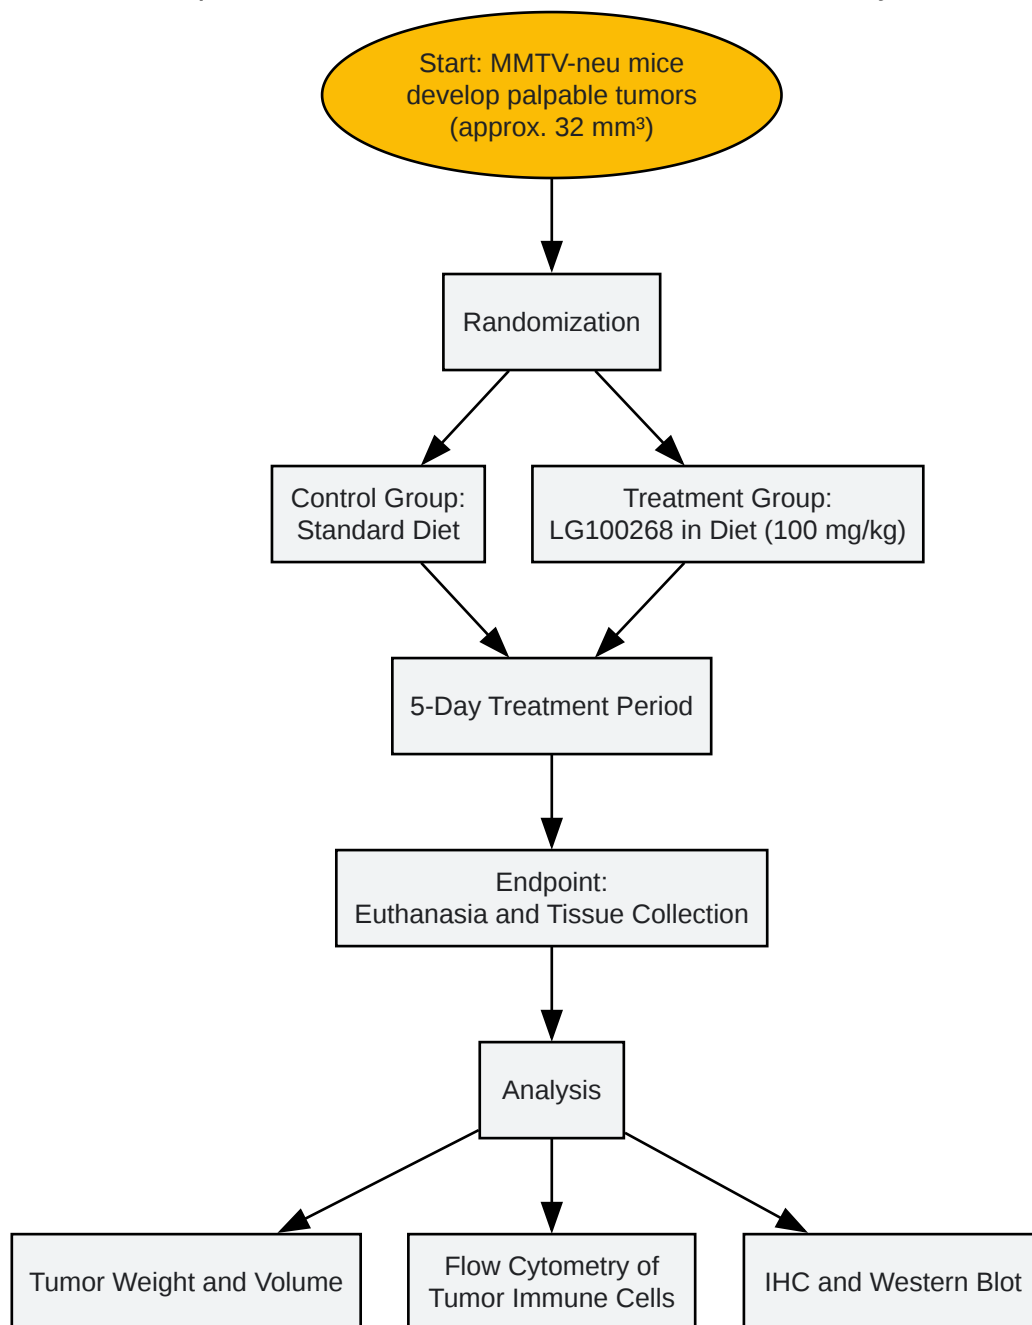 Start: MMTV-neu mice
develop palpable tumors
(approx. 32 mm³)
Randomization
Control Group:
Standard Diet
Treatment Group:
LG100268 in Diet (100 mg/kg)
5-Day Treatment Period
Endpoint:
Euthanasia and Tissue Collection
Analysis
Tumor Weight and Volume
Flow Cytometry of
Tumor Immune Cells
IHC and Western Blot